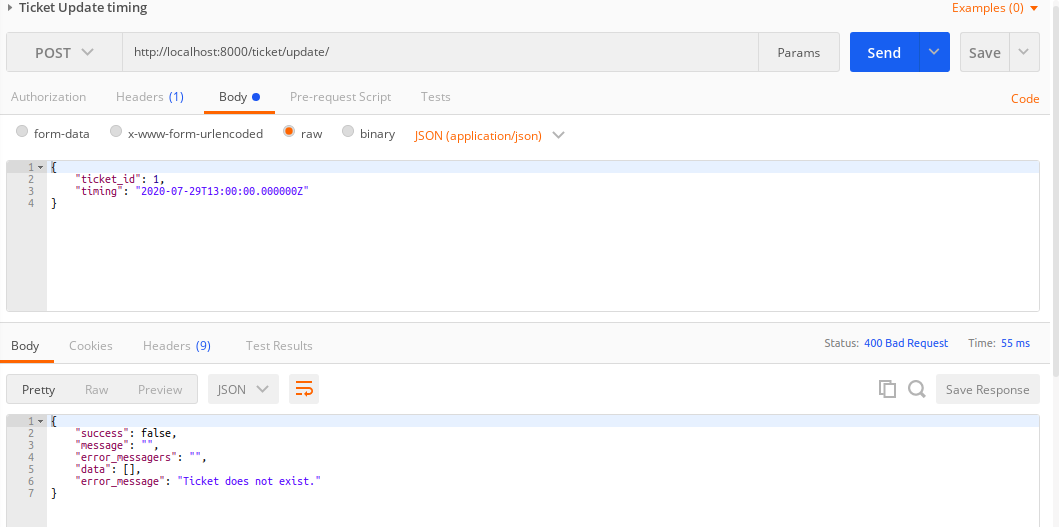 Ticket Update timing Examples (0)
POST http://localhost:8000/ticket/update/ Params Send Save
Authorization Headers (1) Body Pre-request Script Tests Code
form-data x-www-form-urlencoded raw binary JSON (application/json)
1 {
2 "ticket_id": 1,
3 "timing": "2020-07-29T13:00:00.000000Z"
4 }
Body Cookies Headers (9) Test Results Status: 400 Bad Request Time: 55 ms
Pretty Raw Preview JSON Save Response
1 {
2 "success": false,
3 "message": "",
4 "error_messagers": "",
5 "data": [],
6 "error_message": "Ticket does not exist."
7 }